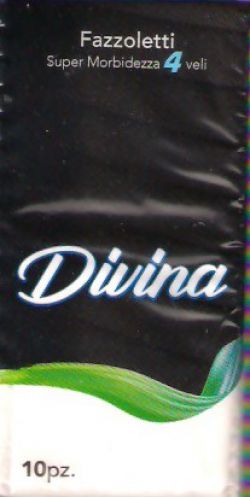 Fazzoletti
Super Morbidezza 4 veli
Divina
10pz.